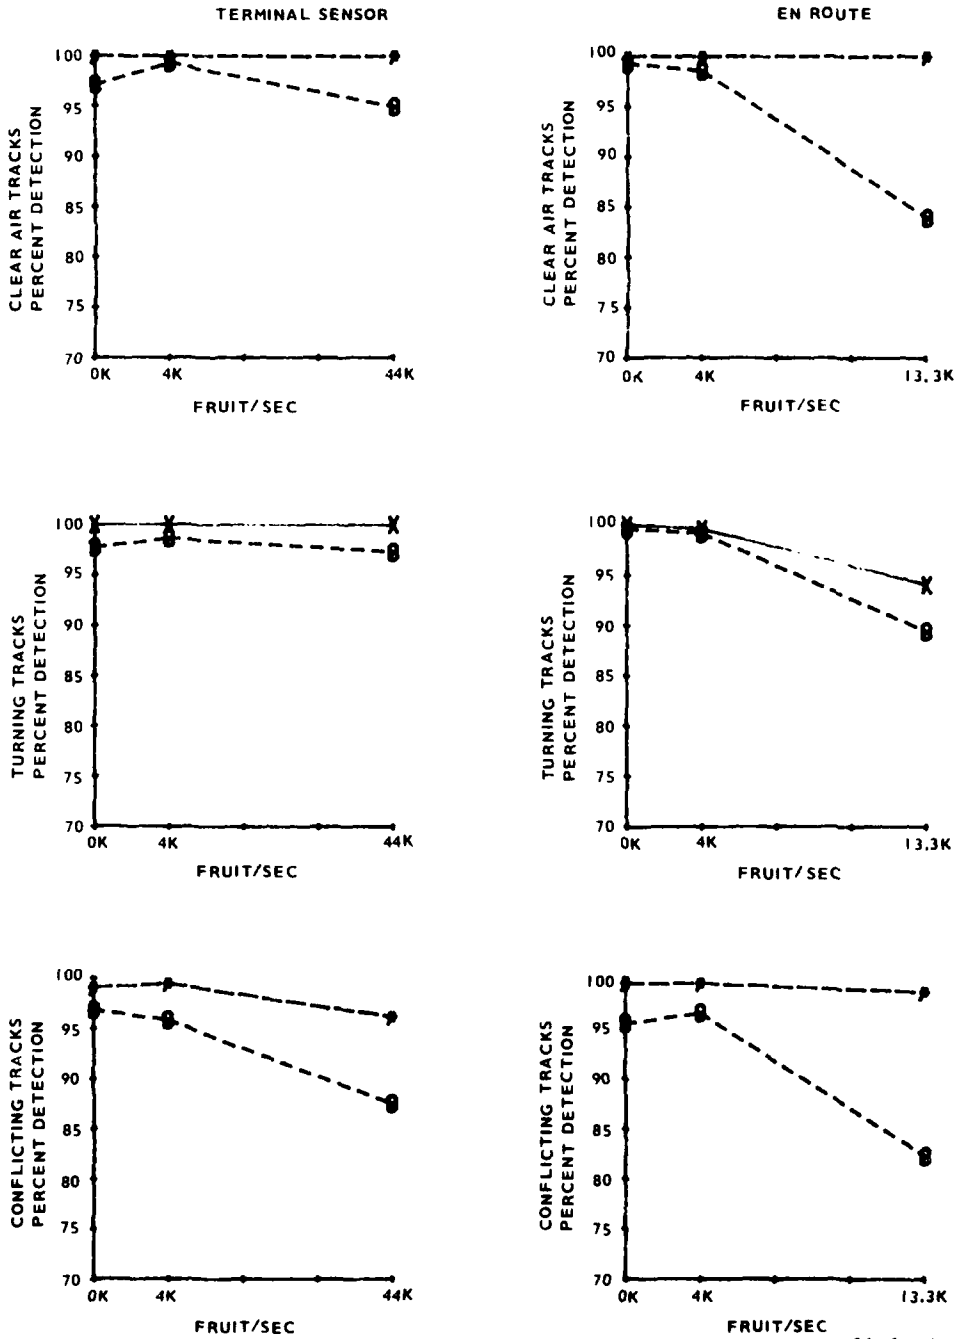 TERMINAL SENSOR
EN ROUTE
CLEAR AIR TRACKS
PERCENT DETECTION
100
95
90
85
80
75
70
0K 4K 44K
FRUIT/SEC
CLEAR AIR TRACKS
PERCENT DETECTION
100
95
90
85
80
75
70
0K 4K 13.3K
FRUIT/SEC
TURNING TRACKS
PERCENT DETECTION
100
95
90
85
80
75
70
0K 4K 44K
FRUIT/SEC
TURNING TRACKS
PERCENT DETECTION
100
95
90
85
80
75
70
0K 4K 13.3K
FRUIT/SEC
CONFLICTING TRACKS
PERCENT DETECTION
100
95
90
85
80
75
70
0K 4K 44K
FRUIT/SEC
CONFLICTING TRACKS
PERCENT DETECTION
100
95
90
85
80
75
70
0K 4K 13.3K
FRUIT/SEC